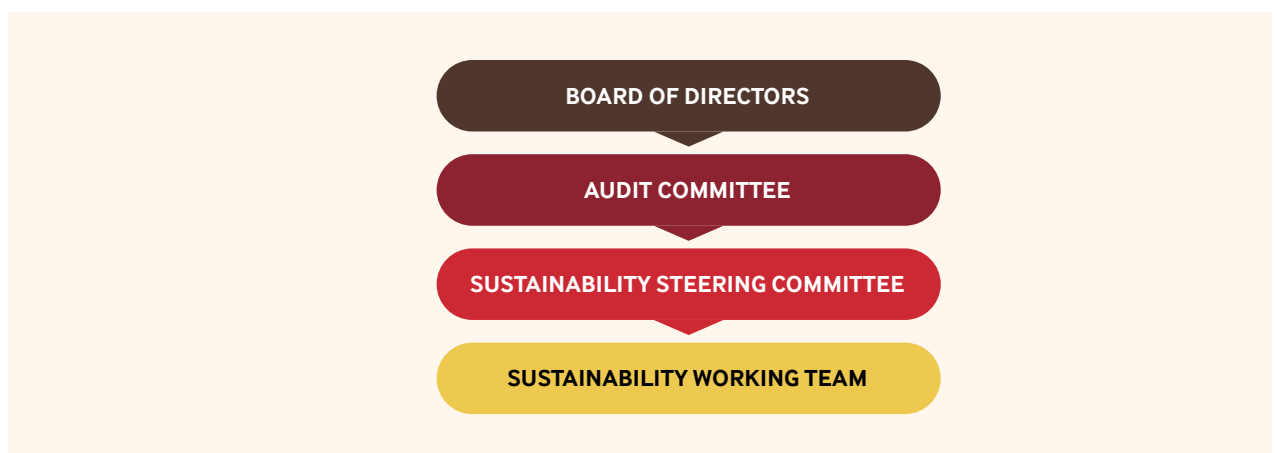 BOARD OF DIRECTORS
AUDIT COMMITTEE
SUSTAINABILITY STEERING COMMITTEE
SUSTAINABILITY WORKING TEAM